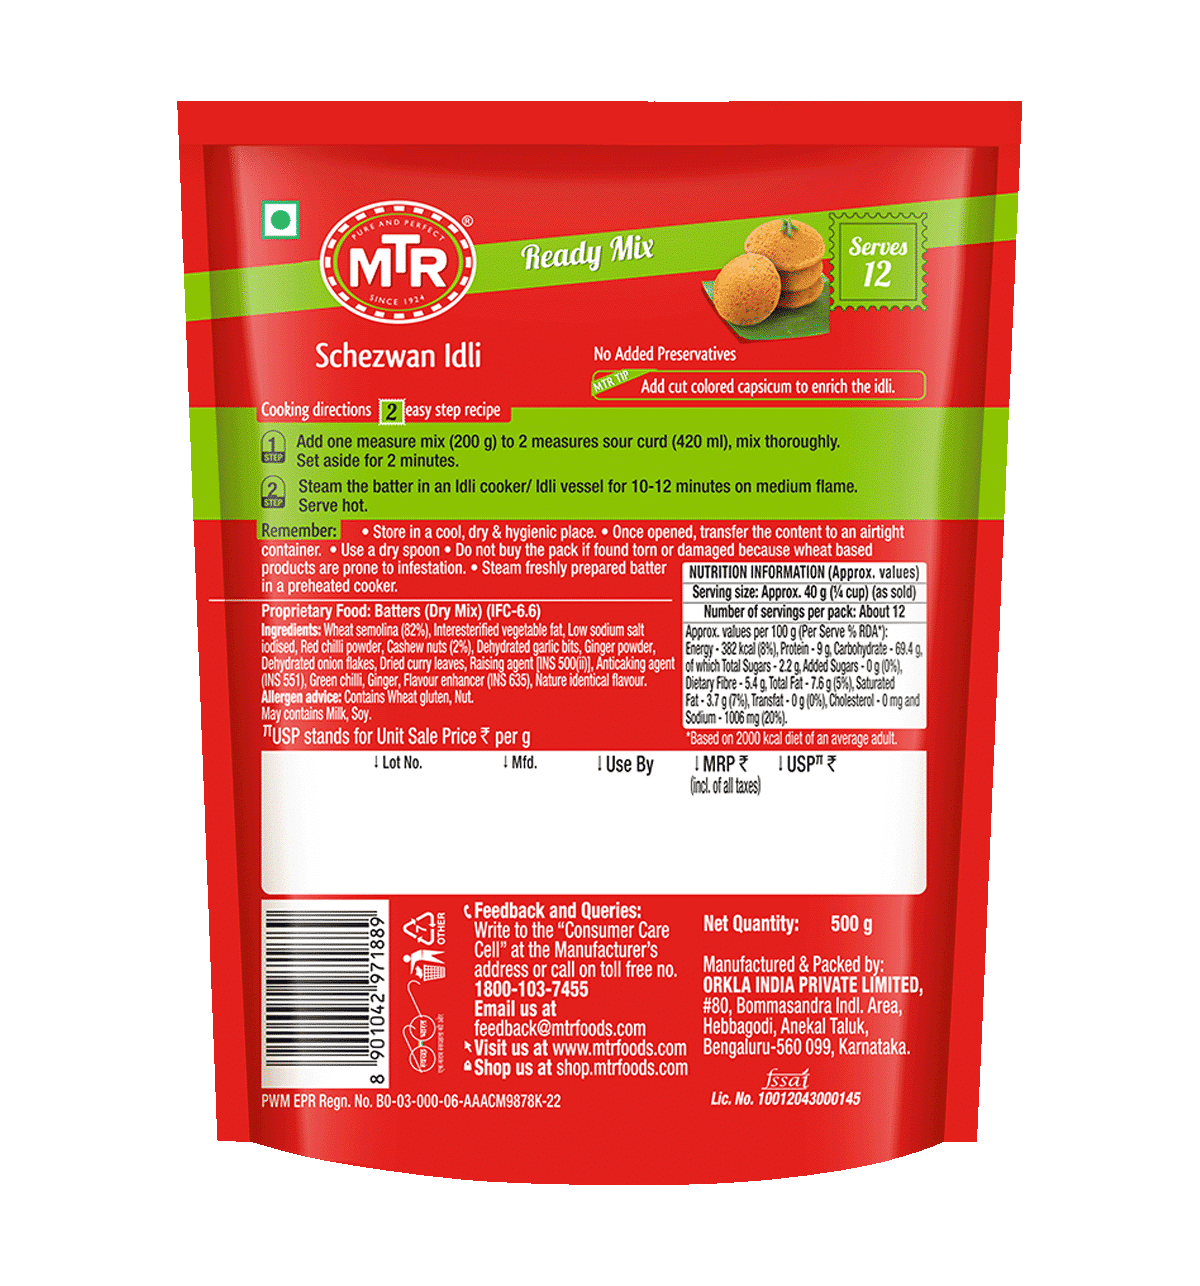 PURE AND PERFECT
MTR
SINCE 1924
®
Ready Mix
Serves
12
Schezwan Idli
No Added Preservatives
MTR TIP Add cut colored capsicum to enrich the idli.
Cooking directions 2 easy step recipe
1 STEP Add one measure mix (200 g) to 2 measures sour curd (420 ml), mix thoroughly.
Set aside for 2 minutes.
2 STEP Steam the batter in an Idli cooker/ Idli vessel for 10-12 minutes on medium flame.
Serve hot.
Remember: • Store in a cool, dry & hygienic place. • Once opened, transfer the content to an airtight
container. • Use a dry spoon • Do not buy the pack if found torn or damaged because wheat based
products are prone to infestation. • Steam freshly prepared batter
in a preheated cooker.
Proprietary Food: Batters (Dry Mix) (IFC-6.6)
Ingredients: Wheat semolina (82%), Interesterified vegetable fat, Low sodium salt
iodised, Red chilli powder, Cashew nuts (2%), Dehydrated garlic bits, Ginger powder,
Dehydrated onion flakes, Dried curry leaves, Raising agent [INS 500(ii)], Anticaking agent
(INS 551), Green chilli, Ginger, Flavour enhancer (INS 635), Nature identical flavour.
Allergen advice: Contains Wheat gluten, Nut.
May contains Milk, Soy.
πUSP stands for Unit Sale Price ₹ per g
NUTRITION INFORMATION (Approx. values)
Serving size: Approx. 40 g (¼ cup) (as sold)
Number of servings per pack: About 12
Approx. values per 100 g (Per Serve % RDA*):
Energy - 382 kcal (8%), Protein - 9 g, Carbohydrate - 69.4 g,
of which Total Sugars - 2.2 g, Added Sugars - 0 g (0%),
Dietary Fibre - 5.4 g, Total Fat - 7.6 g (5%), Saturated
Fat - 3.7 g (7%), Transfat - 0 g (0%), Cholesterol - 0 mg and
Sodium - 1006 mg (20%).
*Based on 2000 kcal diet of an average adult.
↓ Lot No. ↓ Mfd. ↓ Use By ↓ MRP ₹ ↓ USPπ ₹
(incl. of all taxes)
8 901042 971889
7
OTHER
स्वच्छ भारत
एक कदम स्वच्छता की ओर
Feedback and Queries:
Write to the “Consumer Care
Cell” at the Manufacturer’s
address or call on toll free no.
1800-103-7455
Email us at
feedback@mtrfoods.com
Visit us at www.mtrfoods.com
Shop us at shop.mtrfoods.com
Net Quantity: 500 g
Manufactured & Packed by:
ORKLA INDIA PRIVATE LIMITED,
#80, Bommasandra Indl. Area,
Hebbagodi, Anekal Taluk,
Bengaluru-560 099, Karnataka.
fssai
Lic. No. 10012043000145
PWM EPR Regn. No. B0-03-000-06-AAACM9878K-22